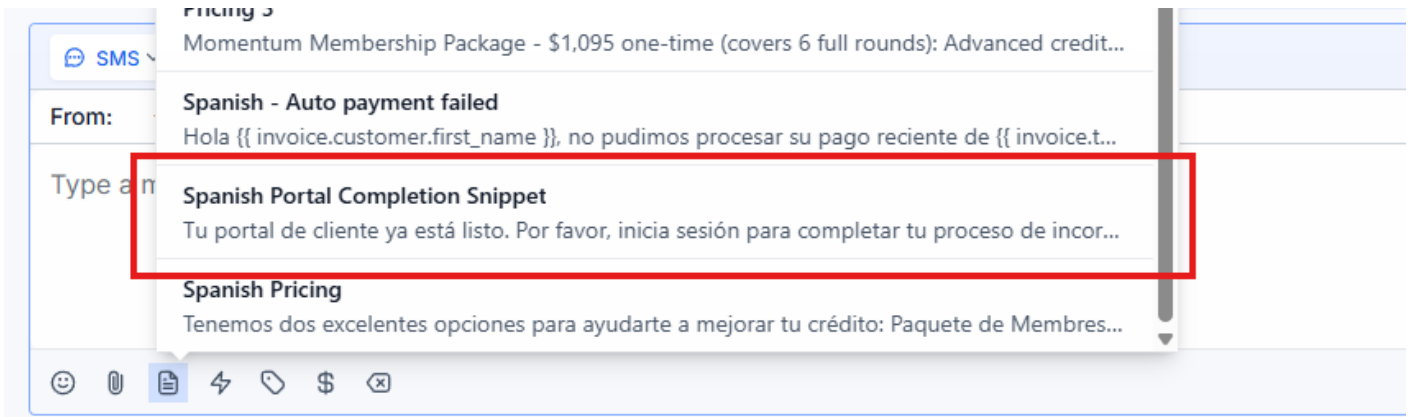 Pricing 3
Momentum Membership Package - $1,095 one-time (covers 6 full rounds): Advanced credit...
SMS
Spanish - Auto payment failed
From:
Hola {{ invoice.customer.first_name }}, no pudimos procesar su pago reciente de {{ invoice.t...
Type a m
Spanish Portal Completion Snippet
Tu portal de cliente ya está listo. Por favor, inicia sesión para completar tu proceso de incor...
Spanish Pricing
Tenemos dos excelentes opciones para ayudarte a mejorar tu crédito: Paquete de Membres...